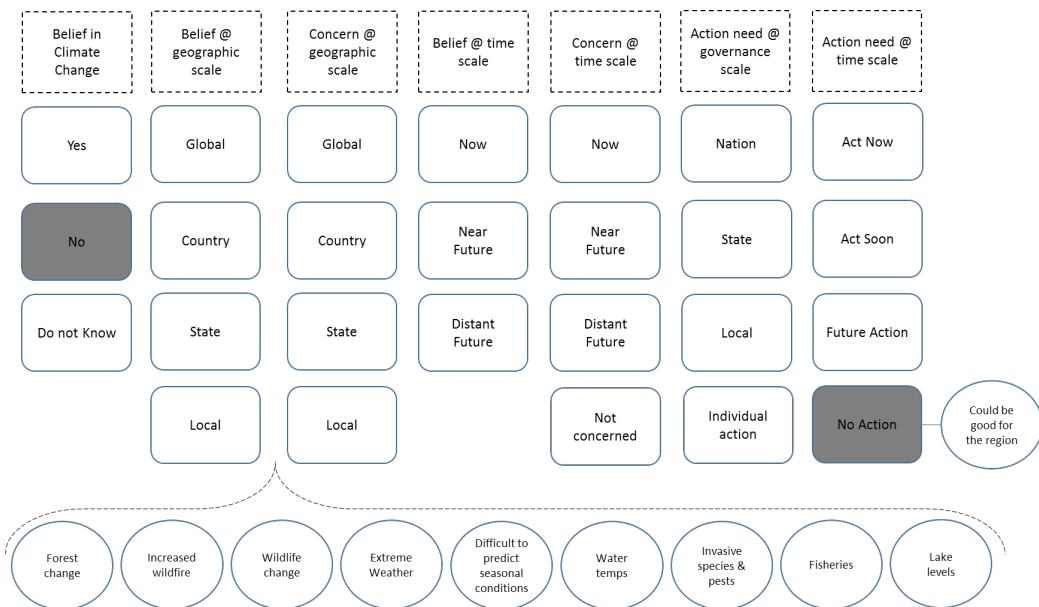 Belief in
Climate
Change
Belief @
geographic
scale
Concern @
geographic
scale
Belief @ time
scale
Concern @
time scale
Action need @
governance
scale
Action need @
time scale
Yes
Global
Global
Now
Now
Nation
Act Now
No
Country
Country
Near
Future
Near
Future
State
Act Soon
Do not Know
State
State
Distant
Future
Distant
Future
Local
Future Action
Local
Local
Not
concerned
Individual
action
No Action
Could be
good for
the region
Forest
change
Increased
wildfire
Wildlife
change
Extreme
Weather
Difficult to
predict
seasonal
conditions
Water
temps
Invasive
species &
pests
Fisheries
Lake
levels